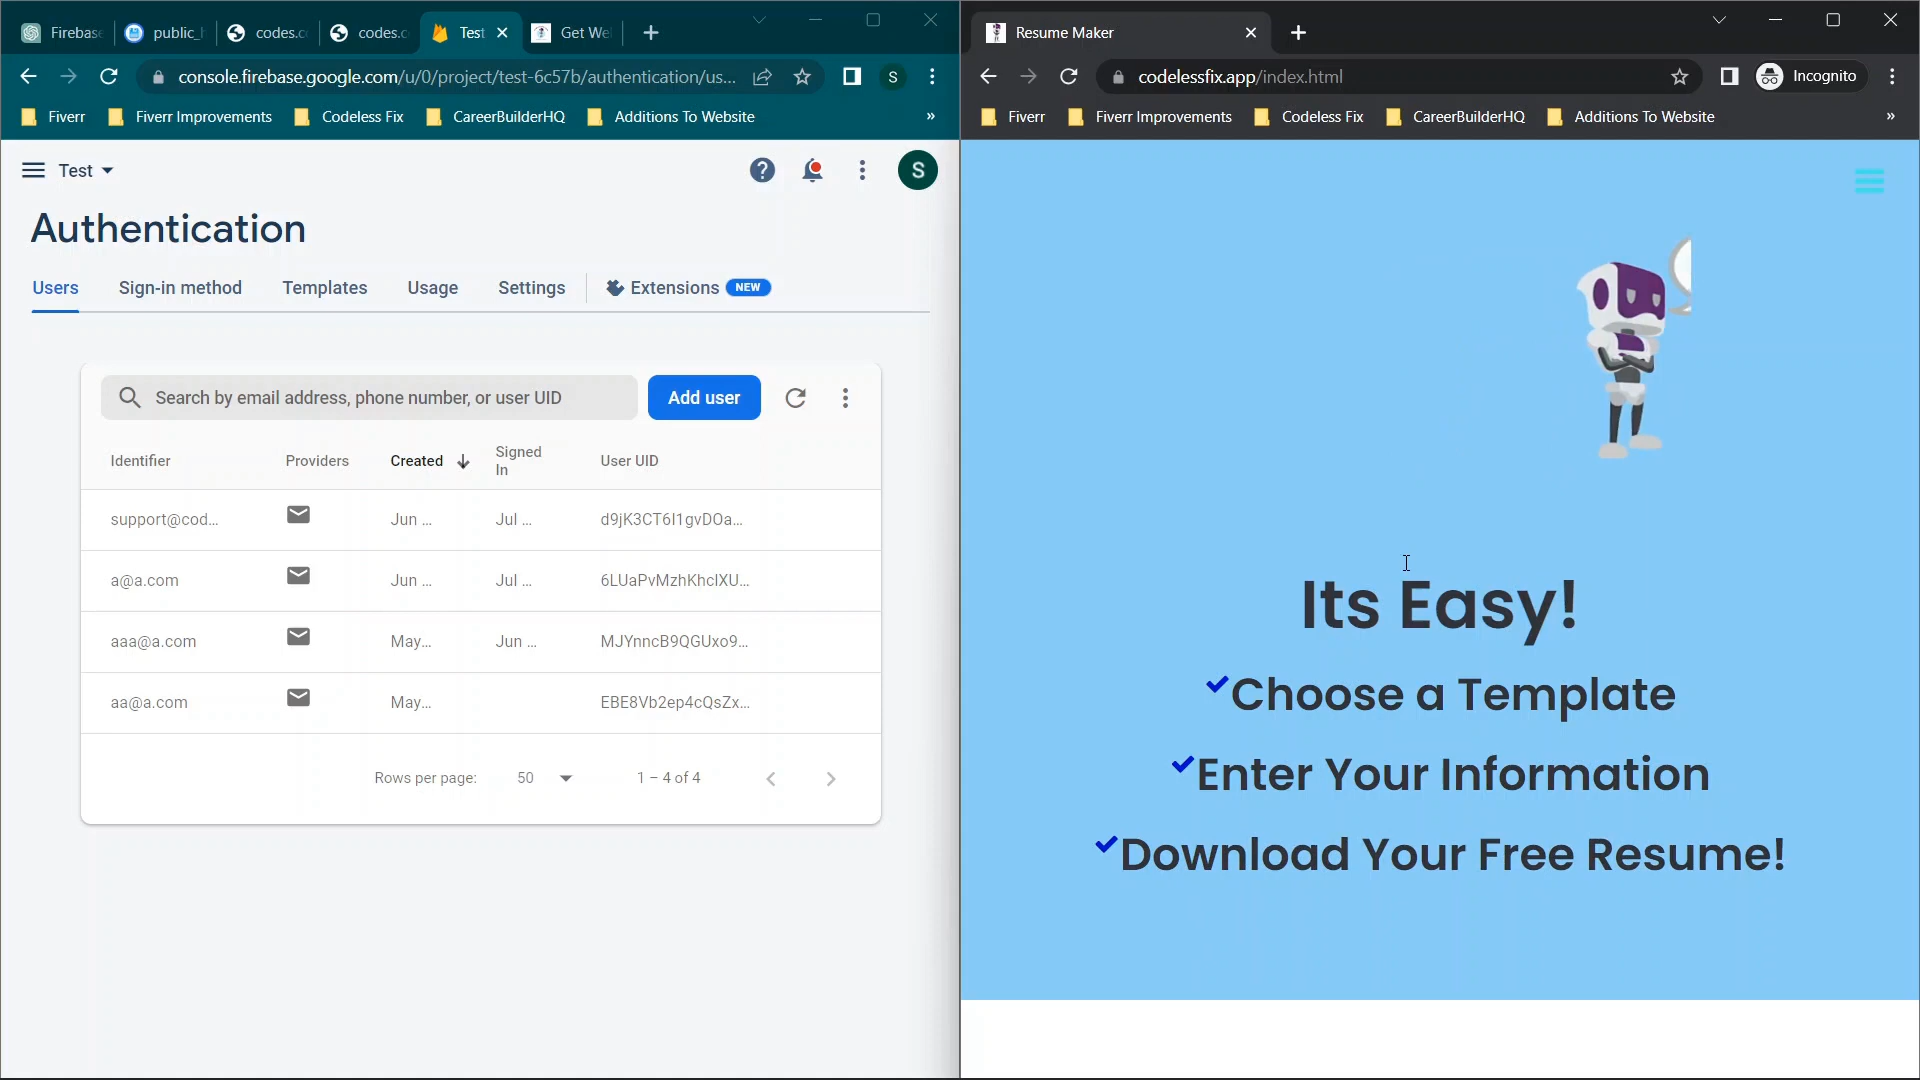 Firebase
public_h
codes.c
codes.c
Test
Get We
console.firebase.google.com/u/0/project/test-6c57b/authentication/us...
S
Fiverr
Fiverr Improvements
Codeless Fix
CareerBuilderHQ
Additions To Website
»
Test
S
Authentication
Users
Sign-in method
Templates
Usage
Settings
Extensions
NEW
Search by email address, phone number, or user UID
Add user
Identifier
Providers
Created
Signed
In
User UID
support@cod...
Jun ...
Jul ...
d9jK3CT6I1gvDOa...
a@a.com
Jun ...
Jul ...
6LUaPvMzhKhclXU...
aaa@a.com
May...
Jun ...
MJYnncB9QGUxo9...
aa@a.com
May...
EBE8Vb2ep4cQsZx...
Rows per page:
50
1 – 4 of 4
Resume Maker
codelessfix.app/index.html
Incognito
Fiverr
Fiverr Improvements
Codeless Fix
CareerBuilderHQ
Additions To Website
»
Its Easy!
Choose a Template
Enter Your Information
Download Your Free Resume!